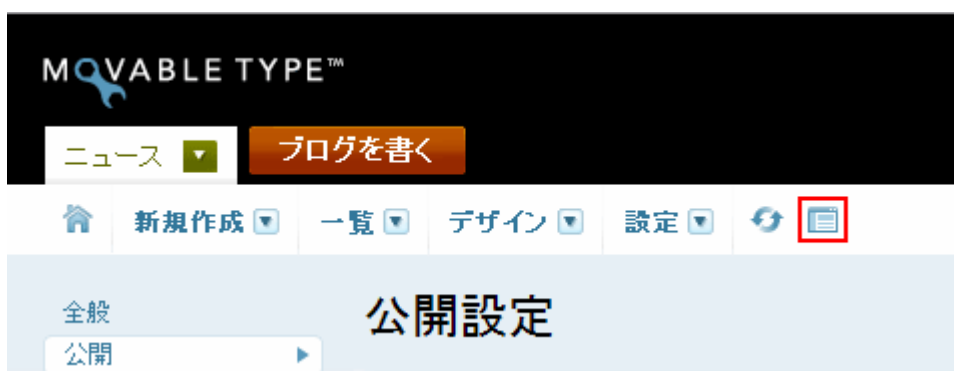 MOVABLE TYPE™
ニュース ブログを書く
新規作成 一覧 デザイン 設定
全般
公開設定
公開